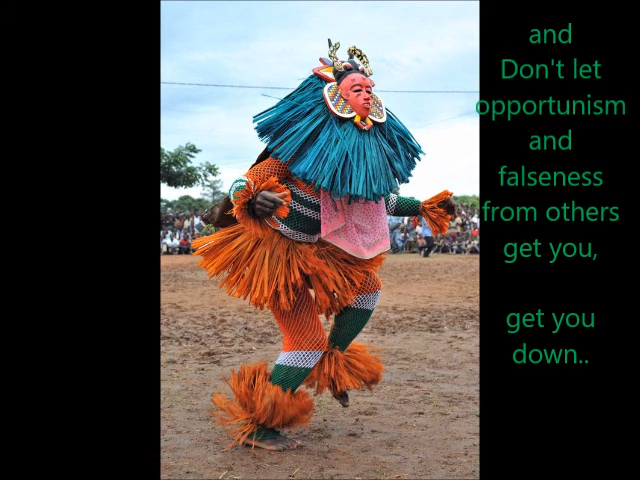 and
Don't let
opportunism
and
falseness
from others
get you,
get you
down..